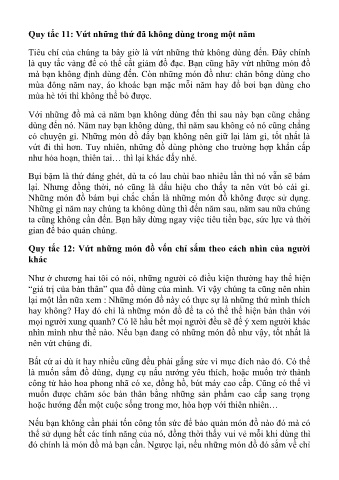 Quy tắc 11: Vứt những thứ đã không dùng trong một năm
Tiêu chí của chúng ta bây giờ là vứt những thứ không dùng đến. Đây chính
là quy tắc vàng để có thể cắt giảm đồ đạc. Bạn cũng hãy vứt những món đồ
mà bạn không định dùng đến. Còn những món đồ như: chăn bông dùng cho
mùa đông năm nay, áo khoác bạn mặc mỗi năm hay đồ bơi bạn dùng cho
mùa hè tới thì không thể bỏ được.
Với những đồ mà cả năm bạn không dùng đến thì sau này bạn cũng chẳng
dùng đến nó. Năm nay bạn không dùng, thì năm sau không có nó cũng chẳng
có chuyện gì. Những món đồ đấy bạn không nên giữ lại làm gì, tốt nhất là
vứt đi thì hơn. Tuy nhiên, những đồ dùng phòng cho trường hợp khẩn cấp
như hỏa hoạn, thiên tai… thì lại khác đấy nhé.
Bụi bặm là thứ đáng ghét, dù ta có lau chùi bao nhiêu lần thì nó vẫn sẽ bám
lại. Nhưng đồng thời, nó cũng là dấu hiệu cho thấy ta nên vứt bỏ cái gì.
Những món đồ bám bụi chắc chắn là những món đồ không được sử dụng.
Những gì năm nay chúng ta không dùng thì đến năm sau, năm sau nữa chúng
ta cũng không cần đến. Bạn hãy dừng ngay việc tiêu tiền bạc, sức lực và thời
gian để bảo quản chúng.
Quy tắc 12: Vứt những món đồ vốn chỉ sắm theo cách nhìn của người
khác
Như ở chương hai tôi có nói, những người có điều kiện thường hay thể hiện
“giá trị của bản thân” qua đồ dùng của mình. Vì vậy chúng ta cũng nên nhìn
lại một lần nữa xem : Những món đồ này có thực sự là những thứ mình thích
hay không? Hay đó chỉ là những món đồ để ta có thể thể hiện bản thân với
mọi người xung quanh? Có lẽ hầu hết mọi người đều sẽ để ý xem người khác
nhìn mình như thế nào. Nếu bạn đang có những món đồ như vậy, tốt nhất là
nên vứt chúng đi.
Bất cứ ai dù ít hay nhiều cũng đều phải gắng sức vì mục đích nào đó. Có thể
là muốn sắm đồ dùng, dụng cụ nấu nướng yêu thích, hoặc muốn trở thành
công tử hào hoa phong nhã có xe, đồng hồ, bút máy cao cấp. Cũng có thể vì
muốn được chăm sóc bản thân bằng những sản phẩm cao cấp sang trọng
hoặc hướng đến một cuộc sống trong mơ, hòa hợp với thiên nhiên…
Nếu bạn không cần phải tốn công tốn sức để bảo quản món đồ nào đó mà có
thể sử dụng hết các tính năng của nó, đồng thời thấy vui vẻ mỗi khi dùng thì
đó chính là món đồ mà bạn cần. Ngược lại, nếu những món đồ đó sắm về chỉ